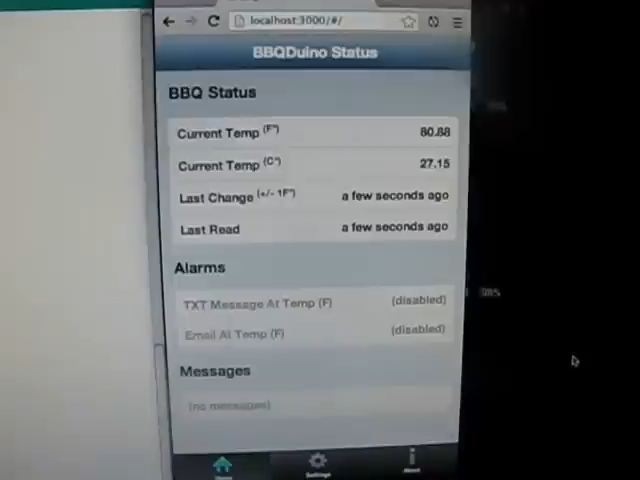 localhost:3000/#/
BBQDuino Status
BBQ Status
Current Temp (F°) 80.88
Current Temp (C°) 27.15
Last Change (+/- 1F°) a few seconds ago
Last Read a few seconds ago
Alarms
TXT Message At Temp (F) (disabled)
Email At Temp (F) (disabled)
Messages
(no messages)
Settings
About